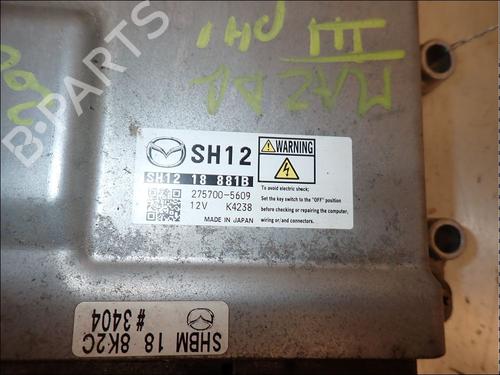 B-PARTS
SH12
WARNING
SH12 18 881B
275700-5609
12V K4238
MADE IN JAPAN
To avoid electric shock;
Set the key switch to the "OFF" position
before checking or repairing the computer,
wiring or/and connectors.
SHBM 18 8K2C
#3404